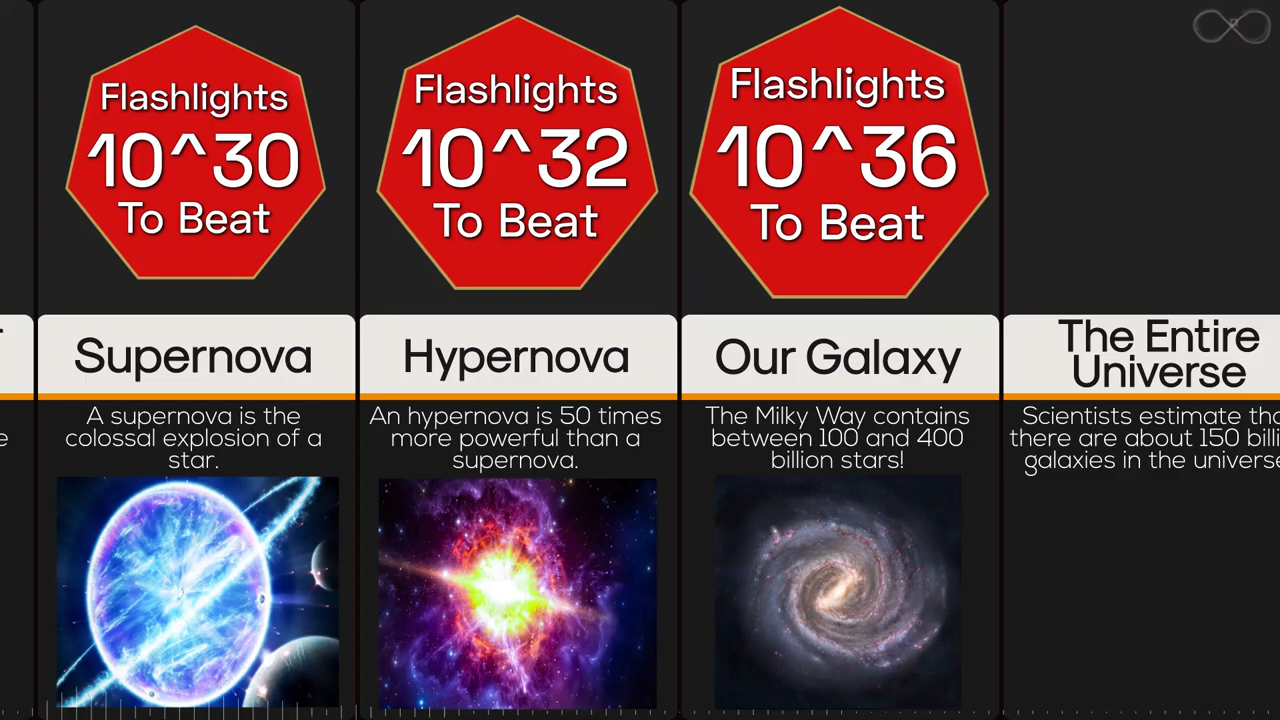 Flashlights
10^30
To Beat
Supernova
A supernova is the
colossal explosion of a
star.
Flashlights
10^32
To Beat
Hypernova
An hypernova is 50 times
more powerful than a
supernova.
Flashlights
10^36
To Beat
Our Galaxy
The Milky Way contains
between 100 and 400
billion stars!
The Entire
Universe
Scientists estimate
there are about 150
galaxies in the